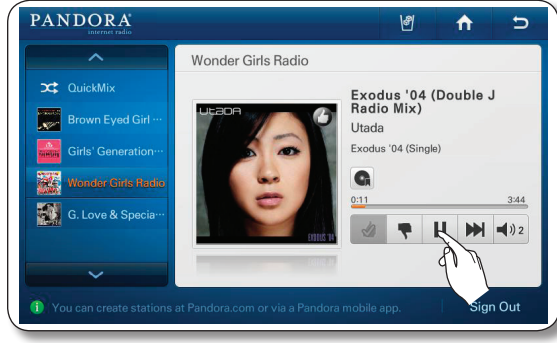 PANDORA®
internet radio
QuickMix
Brown Eyed Girl ...
Girls' Generation...
Wonder Girls Radio
G. Love & Specia...
Wonder Girls Radio
UTADA
EXODUS '04
Exodus '04 (Double J
Radio Mix)
Utada
Exodus '04 (Single)
0:11
3:44
2
You can create stations at Pandora.com or via a Pandora mobile app.
Sign Out